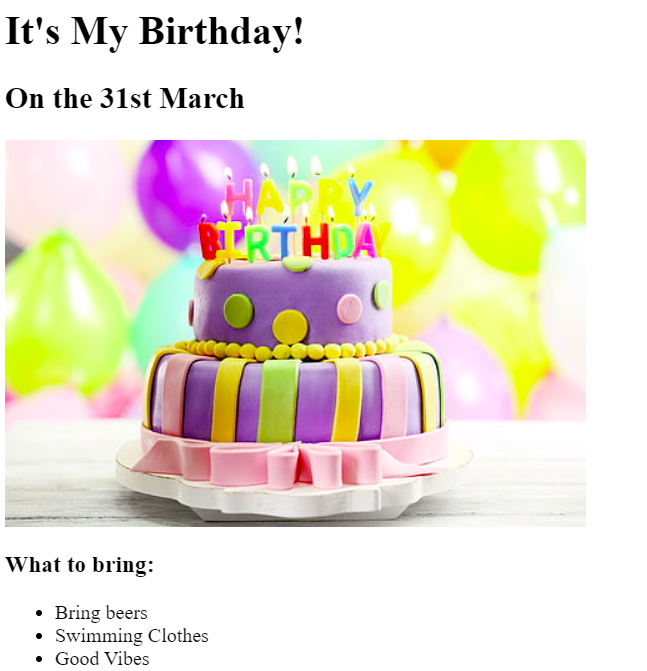 It's My Birthday!
On the 31st March
HAPPY
BIRTHDAY
What to bring:
Bring beers
Swimming Clothes
Good Vibes